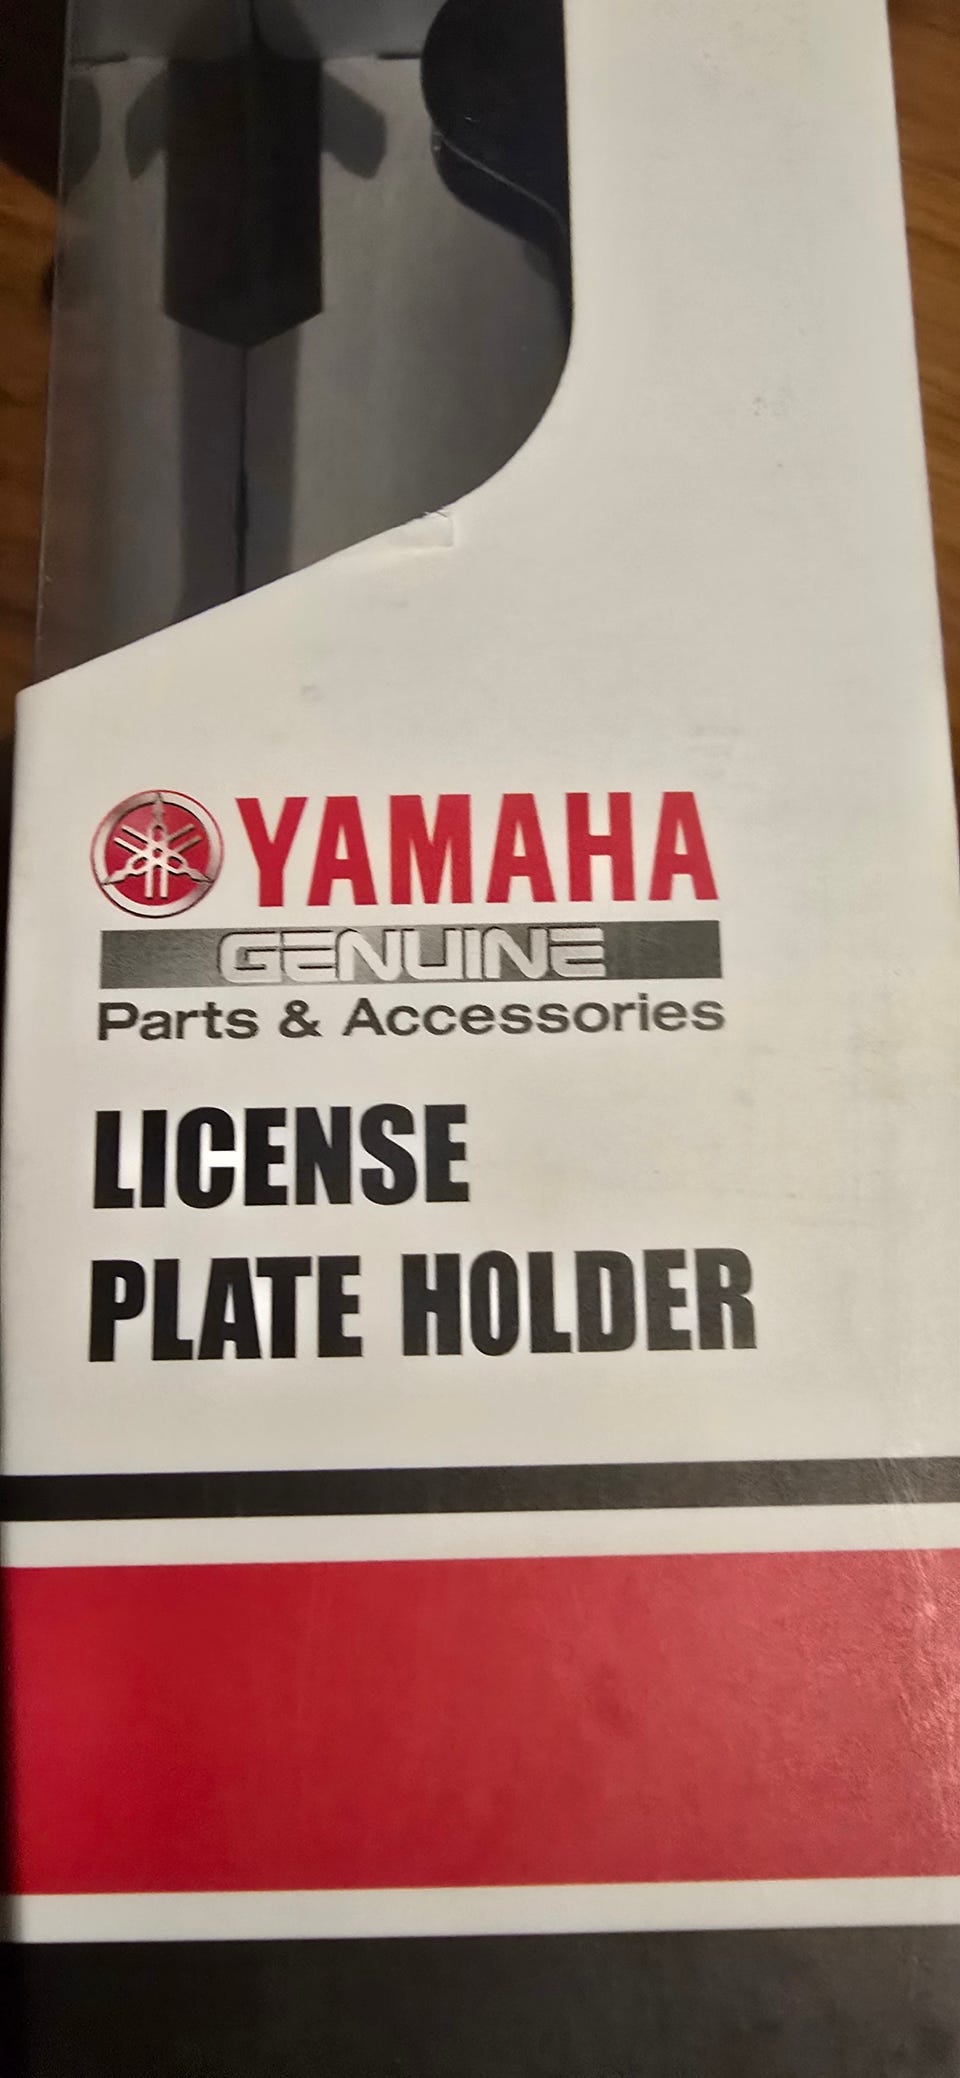 YAMAHA
GENUINE
Parts & Accessories
LICENSE
PLATE HOLDER